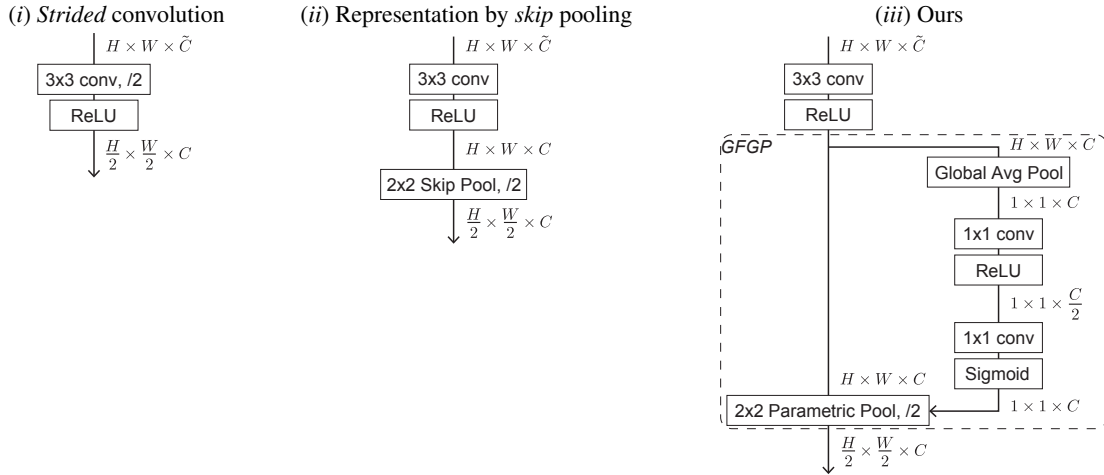 (i) Strided convolution
H × W × C̃
3x3 conv, /2
ReLU
H/2 × W/2 × C
(ii) Representation by skip pooling
H × W × C̃
3x3 conv
ReLU
H × W × C
2x2 Skip Pool, /2
H/2 × W/2 × C
(iii) Ours
H × W × C̃
3x3 conv
ReLU
GFGP
H × W × C
Global Avg Pool
1 × 1 × C
1x1 conv
ReLU
1 × 1 × C/2
1x1 conv
Sigmoid
1 × 1 × C
H × W × C
2x2 Parametric Pool, /2
H/2 × W/2 × C